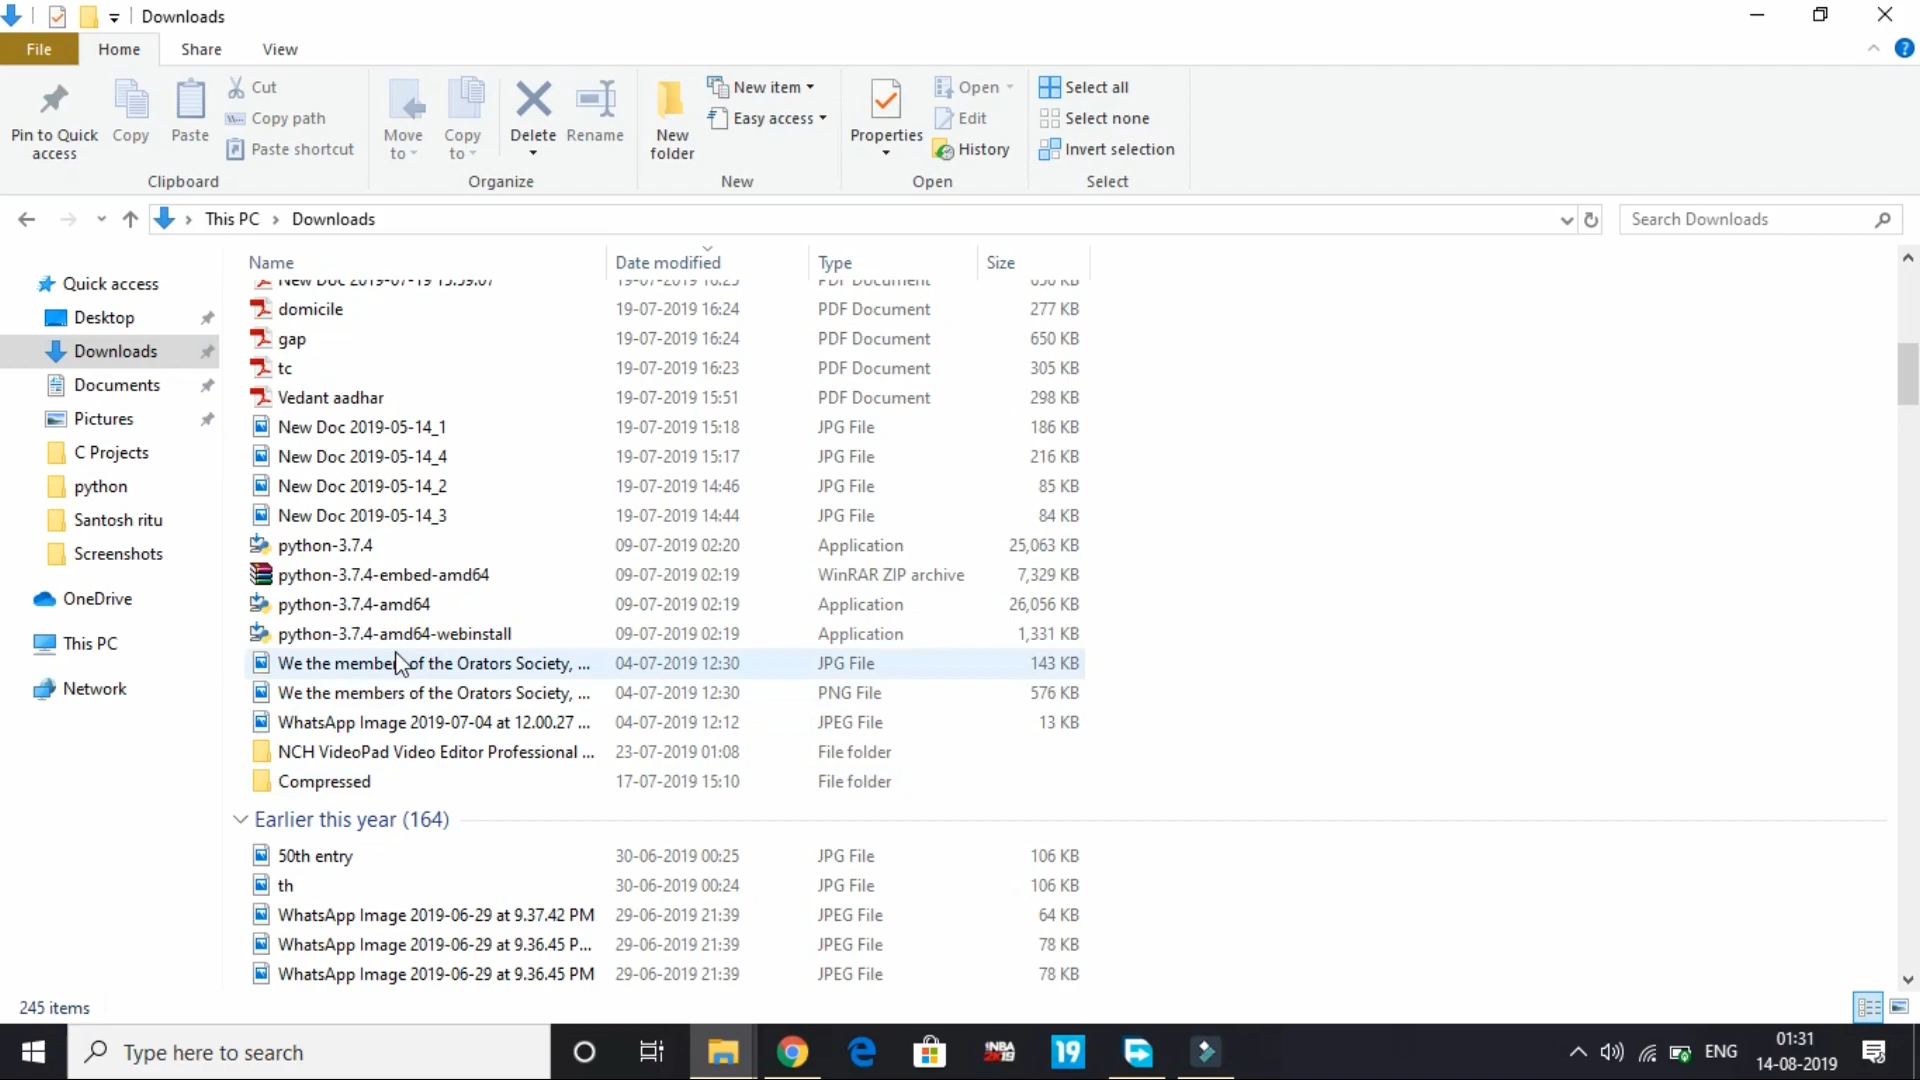 Downloads
File Home Share View
Pin to Quick access
Copy
Paste
Cut
Copy path
Paste shortcut
Clipboard
Move to
Copy to
Delete
Rename
Organize
New folder
New item
Easy access
New
Properties
Open
Edit
History
Open
Select all
Select none
Invert selection
Select
This PC > Downloads
Search Downloads
Quick access
Desktop
Downloads
Documents
Pictures
C Projects
python
Santosh ritu
Screenshots
OneDrive
This PC
Network
Name Date modified Type Size
New Doc 2019-07-19 15.59.07 19-07-2019 16:25 PDF Document 650 KB
domicile 19-07-2019 16:24 PDF Document 277 KB
gap 19-07-2019 16:24 PDF Document 650 KB
tc 19-07-2019 16:23 PDF Document 305 KB
Vedant aadhar 19-07-2019 15:51 PDF Document 298 KB
New Doc 2019-05-14_1 19-07-2019 15:18 JPG File 186 KB
New Doc 2019-05-14_4 19-07-2019 15:17 JPG File 216 KB
New Doc 2019-05-14_2 19-07-2019 14:46 JPG File 85 KB
New Doc 2019-05-14_3 19-07-2019 14:44 JPG File 84 KB
python-3.7.4 09-07-2019 02:20 Application 25,063 KB
python-3.7.4-embed-amd64 09-07-2019 02:19 WinRAR ZIP archive 7,329 KB
python-3.7.4-amd64 09-07-2019 02:19 Application 26,056 KB
python-3.7.4-amd64-webinstall 09-07-2019 02:19 Application 1,331 KB
We the members of the Orators Society, ... 04-07-2019 12:30 JPG File 143 KB
We the members of the Orators Society, ... 04-07-2019 12:30 PNG File 576 KB
WhatsApp Image 2019-07-04 at 12.00.27 ... 04-07-2019 12:12 JPEG File 13 KB
NCH VideoPad Video Editor Professional ... 23-07-2019 01:08 File folder
Compressed 17-07-2019 15:10 File folder
Earlier this year (164)
50th entry 30-06-2019 00:25 JPG File 106 KB
th 30-06-2019 00:24 JPG File 106 KB
WhatsApp Image 2019-06-29 at 9.37.42 PM 29-06-2019 21:39 JPEG File 64 KB
WhatsApp Image 2019-06-29 at 9.36.45 P... 29-06-2019 21:39 JPEG File 78 KB
WhatsApp Image 2019-06-29 at 9.36.45 PM 29-06-2019 21:39 JPEG File 78 KB
245 items
Type here to search
NBA 2K19
19
ENG
01:31
14-08-2019